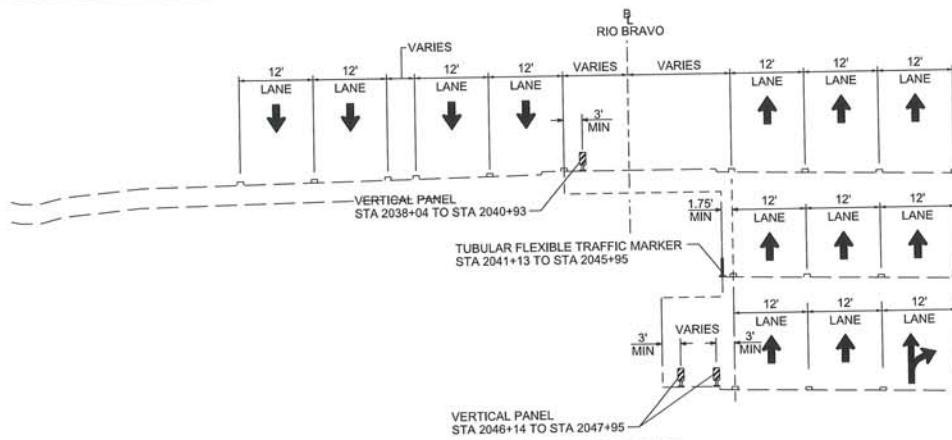 B
L
RIO BRAVO
VARIES
12' 12' 12' 12' VARIES VARIES 12' 12' 12'
LANE LANE LANE LANE LANE LANE LANE
3'
MIN
VERTICAL PANEL
STA 2038+04 TO STA 2040+93
1.75'
MIN
12' 12' 12'
LANE LANE LANE
TUBULAR FLEXIBLE TRAFFIC MARKER
STA 2041+13 TO STA 2045+95
12' 12' 12'
3' VARIES 3' LANE LANE LANE
MIN MIN
VERTICAL PANEL
STA 2046+14 TO STA 2047+95